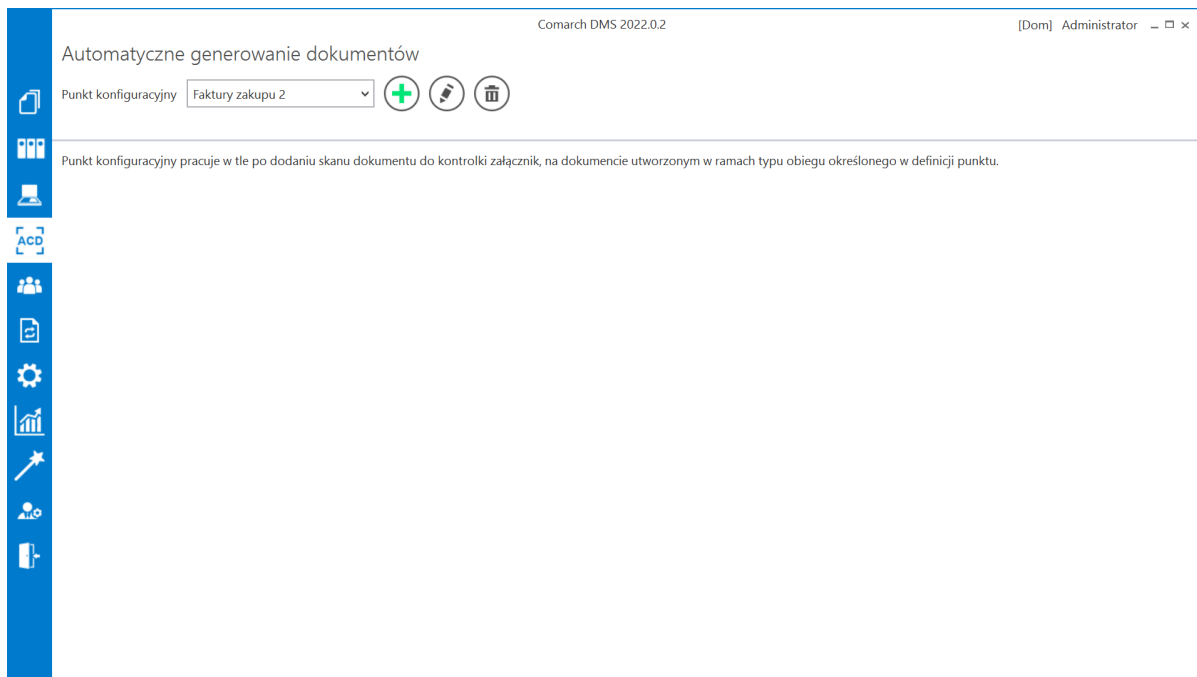 Comarch DMS 2022.0.2
[Dom] Administrator
Automatyczne generowanie dokumentów
Punkt konfiguracyjny Faktury zakupu 2
Punkt konfiguracyjny pracuje w tle po dodaniu skanu dokumentu do kontrolki załącznik, na dokumencie utworzonym w ramach typu obiegu określonego w definicji punktu.
ACD